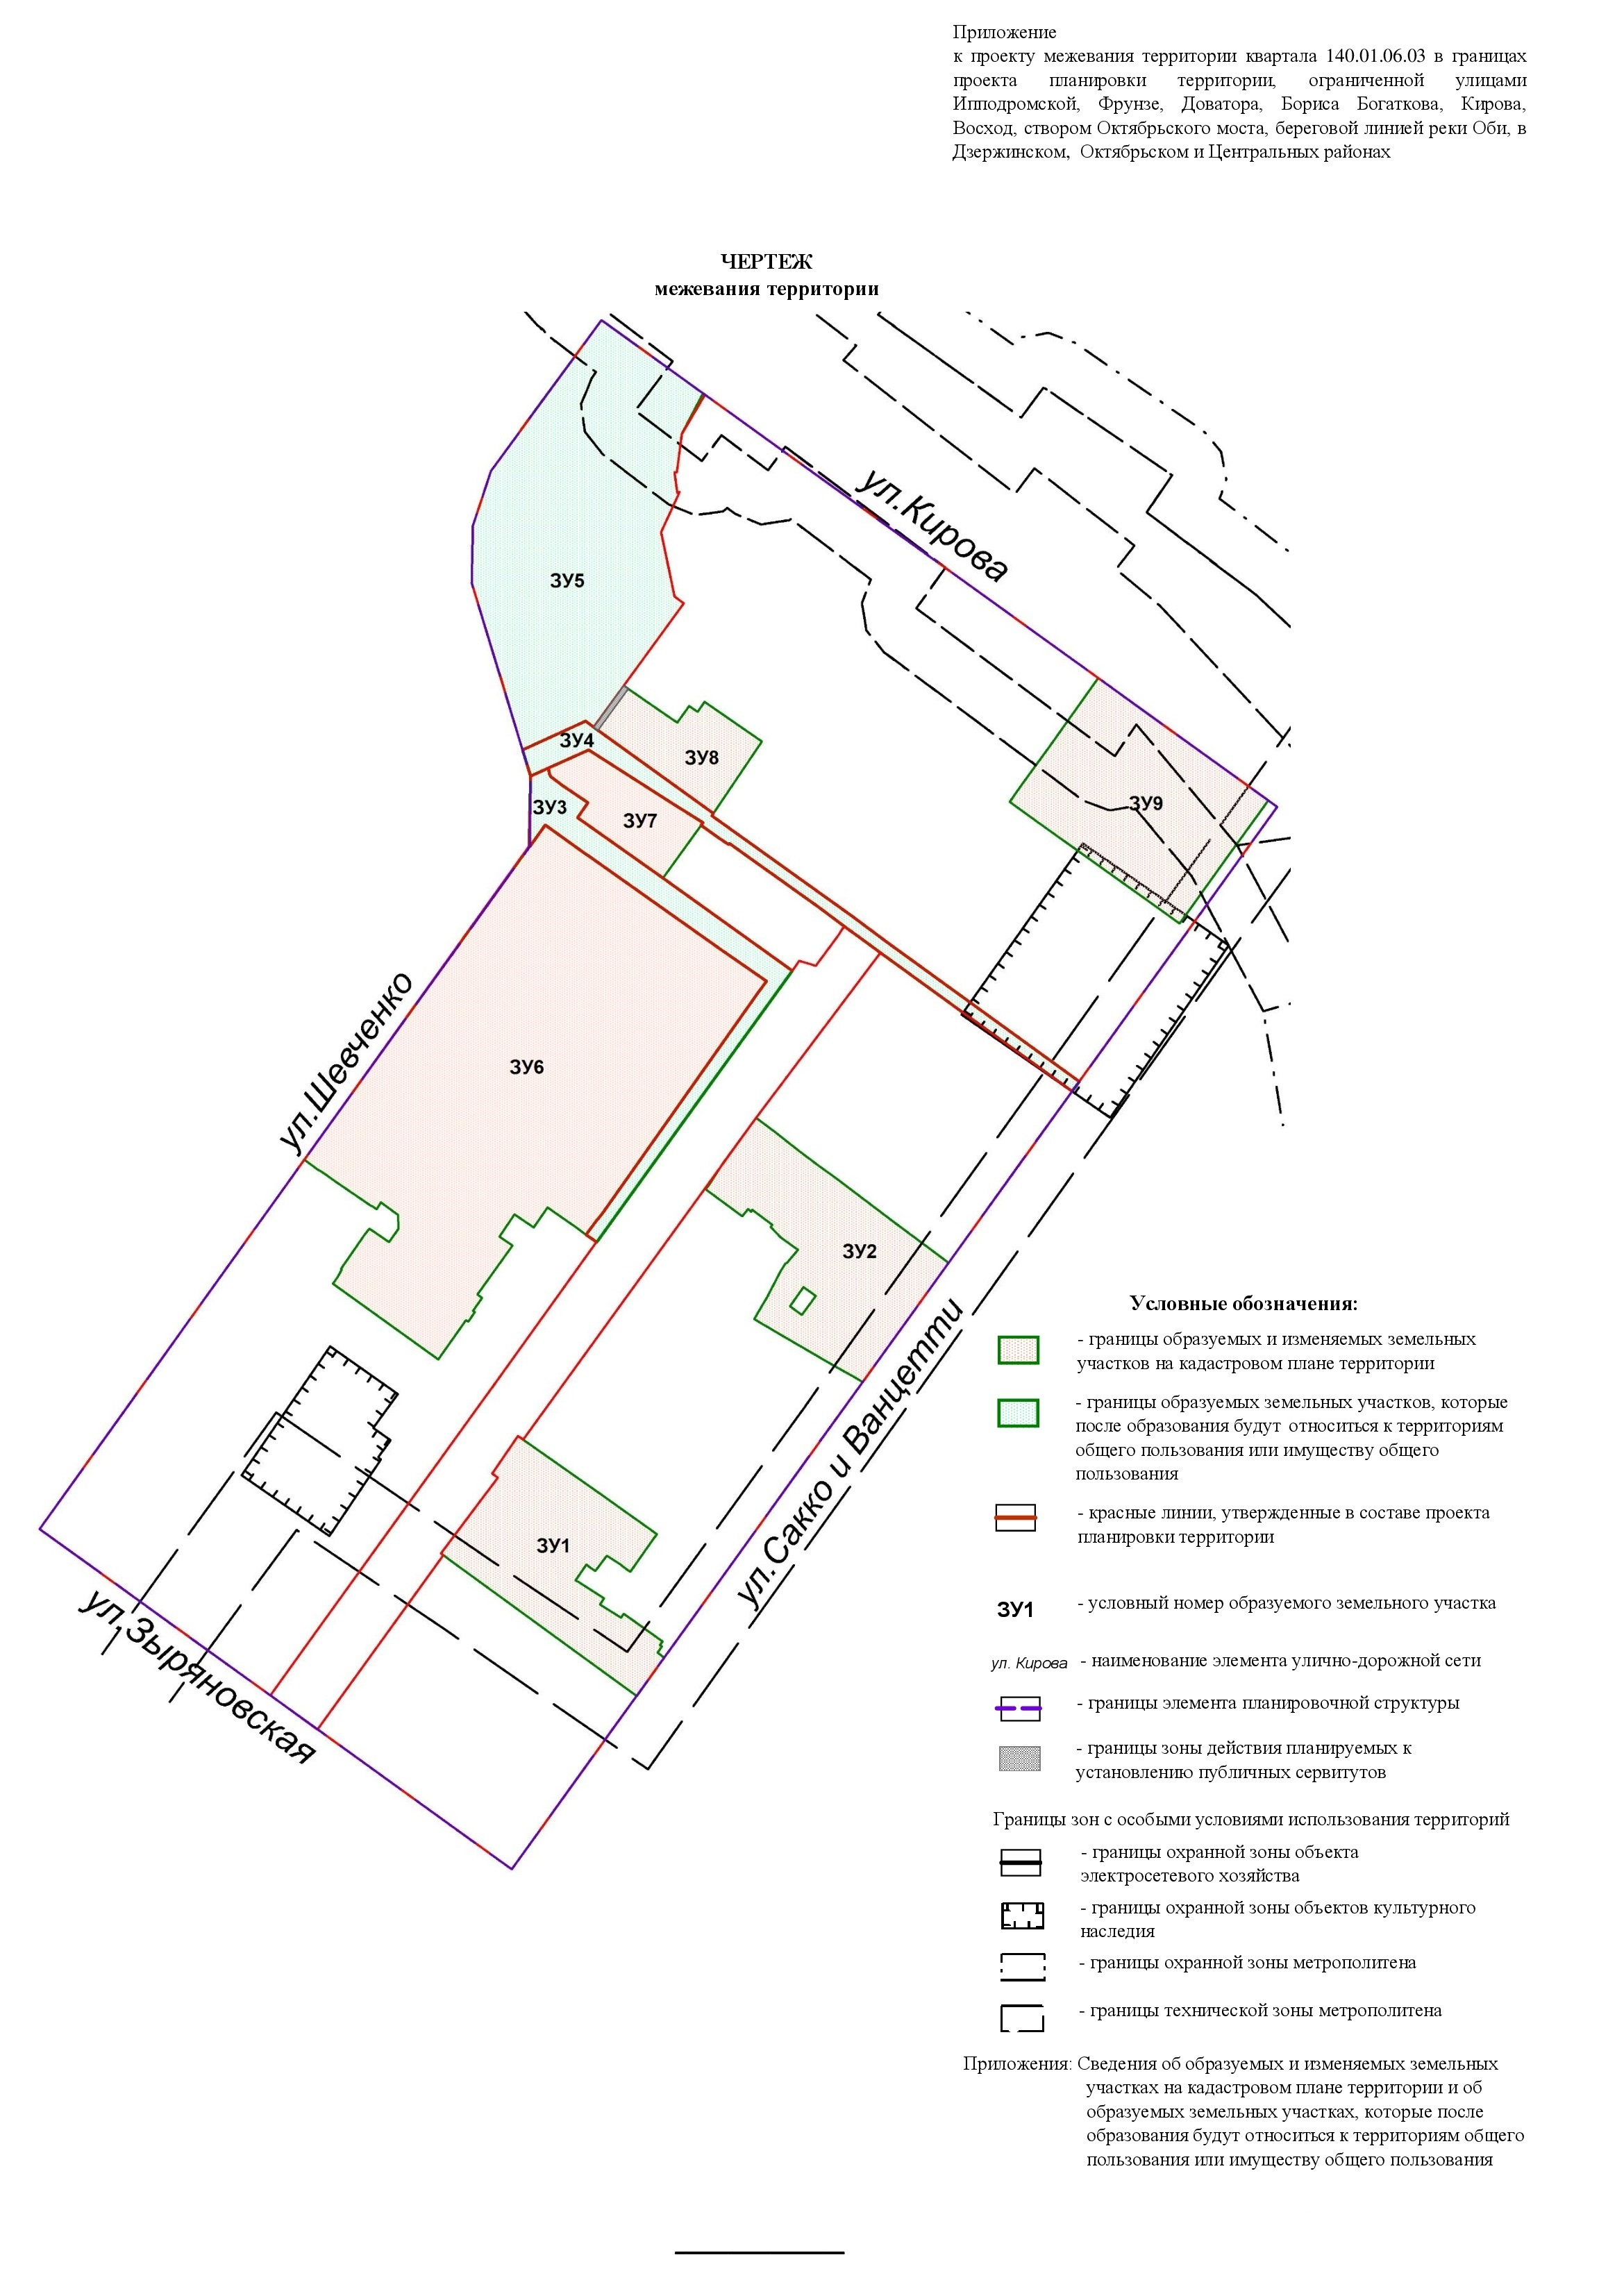 Приложение
к проекту межевания территории квартала 140.01.06.03 в границах
проекта планировки территории, ограниченной улицами
Ипподромской, Фрунзе, Доватора, Бориса Богаткова, Кирова,
Восход, створом Октябрьского моста, береговой линией реки Оби, в
Дзержинском, Октябрьском и Центральных районах
ЧЕРТЕЖ
межевания территории
ул.Кирова
ЗУ5
ЗУ4
ЗУ8
ЗУ3
ЗУ7
ЗУ9
ул.Шевченко
ЗУ6
ЗУ2
ул.Сакко и Ванцетти
ЗУ1
ул.Зыряновская
Условные обозначения:
- границы образуемых и изменяемых земельных
участков на кадастровом плане территории
- границы образуемых земельных участков, которые
после образования будут относиться к территориям
общего пользования или имуществу общего
пользования
- красные линии, утвержденные в составе проекта
планировки территории
ЗУ1 - условный номер образуемого земельного участка
ул. Кирова - наименование элемента улично-дорожной сети
- границы элемента планировочной структуры
- границы зоны действия планируемых к
установлению публичных сервитутов
Границы зон с особыми условиями использования территорий
- границы охранной зоны объекта
электросетевого хозяйства
- границы охранной зоны объектов культурного
наследия
- границы охранной зоны метрополитена
- границы технической зоны метрополитена
Приложения: Сведения об образуемых и изменяемых земельных
участках на кадастровом плане территории и об
образуемых земельных участках, которые после
образования будут относиться к территориям общего
пользования или имуществу общего пользования